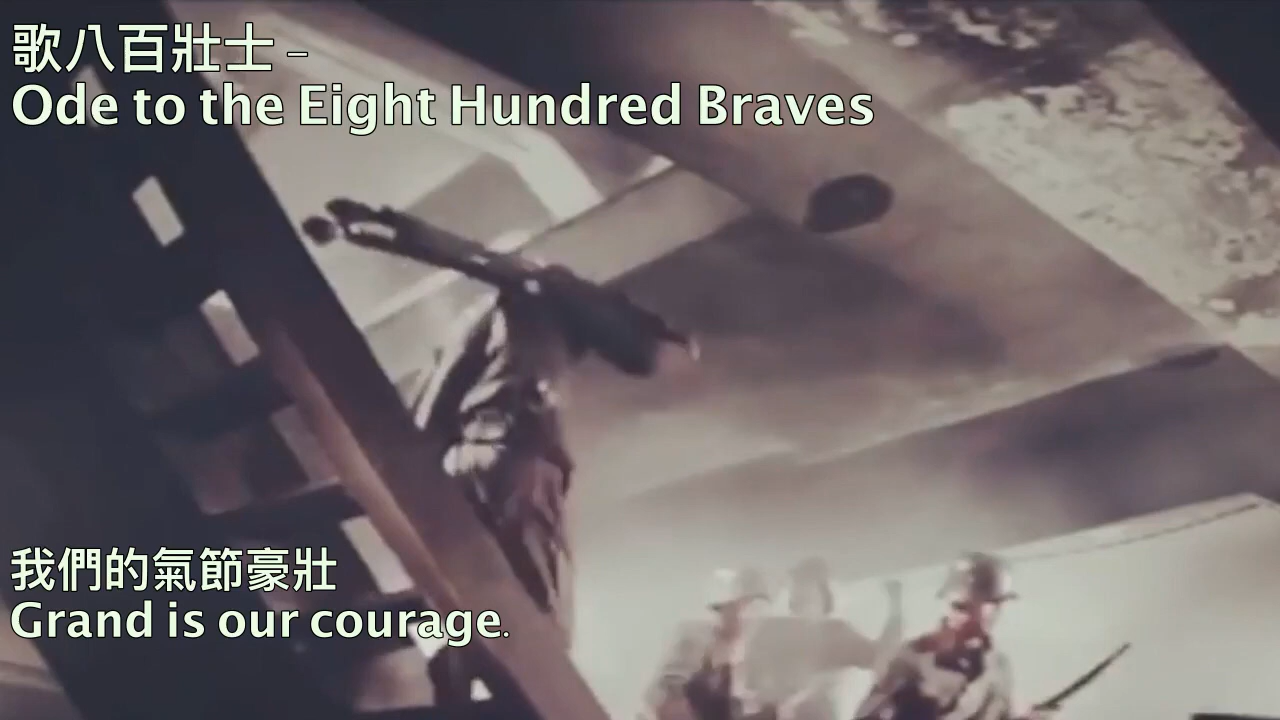 歌八百壯士 –
Ode to the Eight Hundred Braves
我們的氣節豪壯
Grand is our courage.